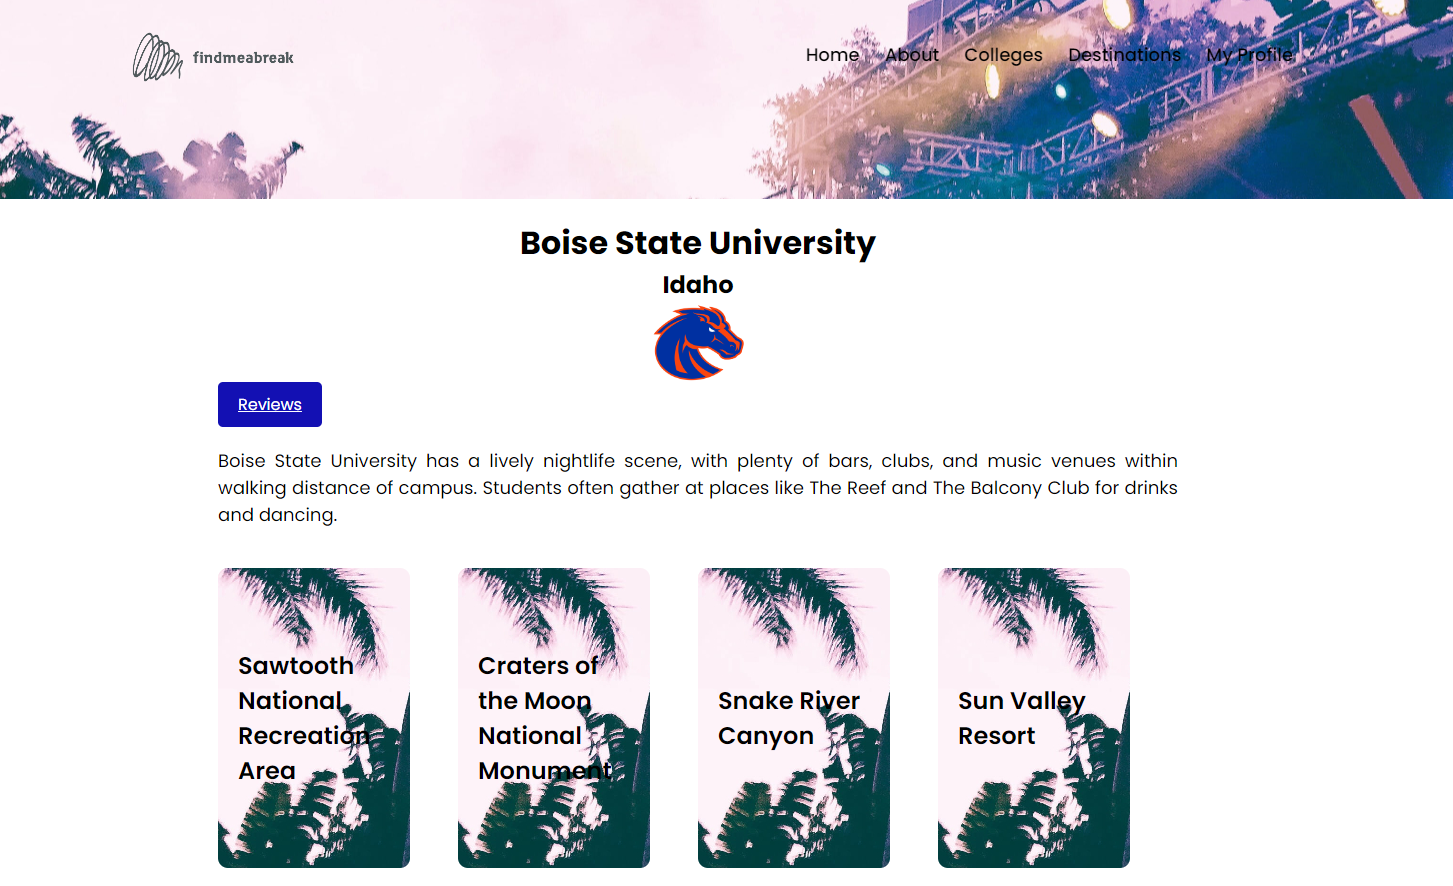 findmeabreak
Home About Colleges Destinations My Profile
Boise State University
Idaho
Reviews
Boise State University has a lively nightlife scene, with plenty of bars, clubs, and music venues within
walking distance of campus. Students often gather at places like The Reef and The Balcony Club for drinks
and dancing.
Sawtooth
National
Recreation
Area
Craters of
the Moon
National
Monument
Snake River
Canyon
Sun Valley
Resort